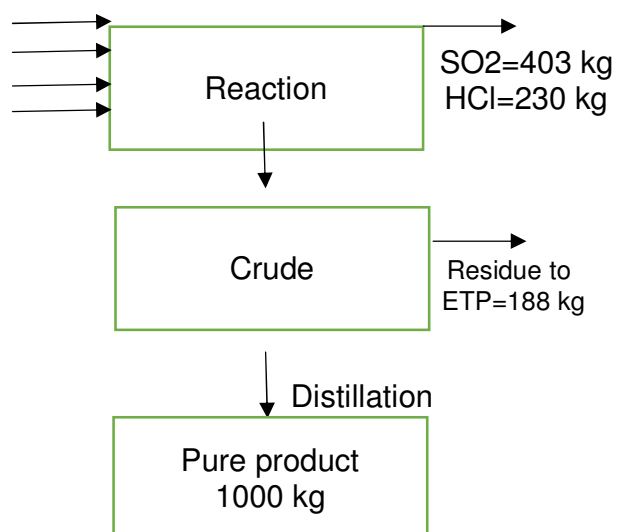 Reaction
SO2=403 kg
HCl=230 kg
Crude
Residue to
ETP=188 kg
Distillation
Pure product
1000 kg